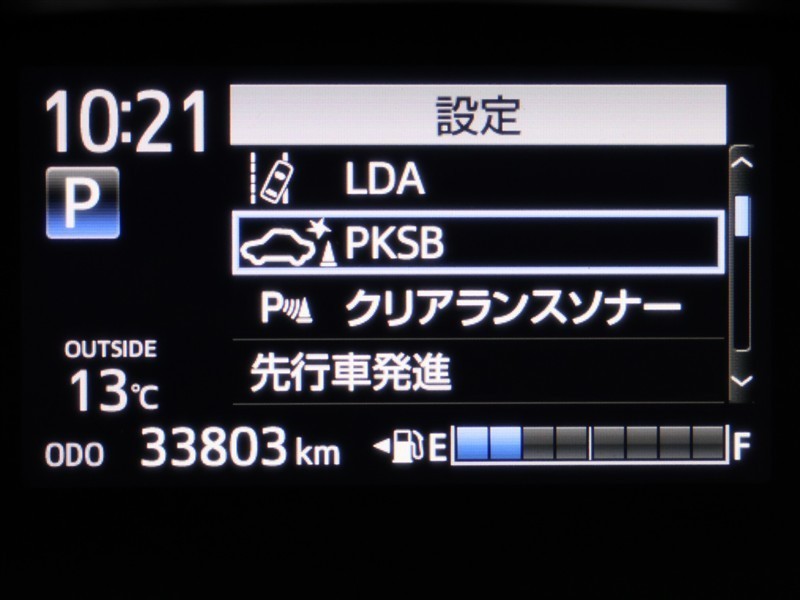 10:21
設定
P
LDA
PKSB
P クリアランスソナー
先行車発進
OUTSIDE
13℃
ODO 33803 km
E F